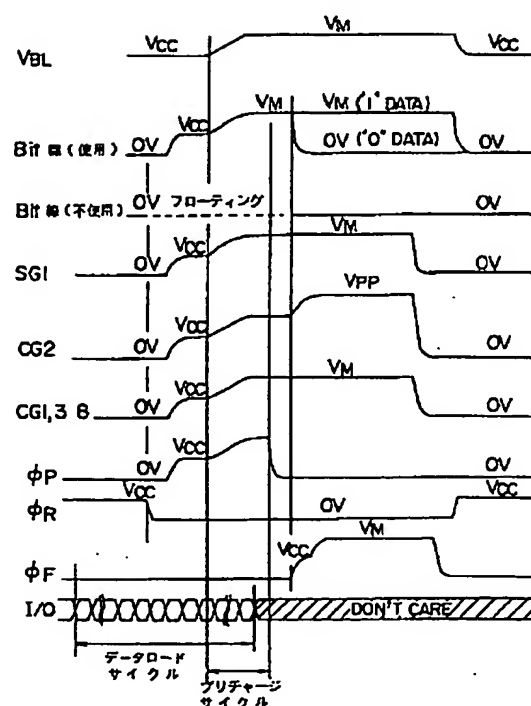 VBL VCC VM VCC
Bit 線（使用） OV VCC VM VM ("1" DATA)
OV ("0" DATA) OV
Bit 線（不使用） OV フローティング OV
SG1 OV VCC VM OV
CG2 VCC VPP OV
CG1,3 8 OV VCC VM OV
φP OV VCC OV
φR VCC OV VCC
φF VCC VM
I/O DON'T CARE
データロード
サイクル
プリチャージ
サイクル